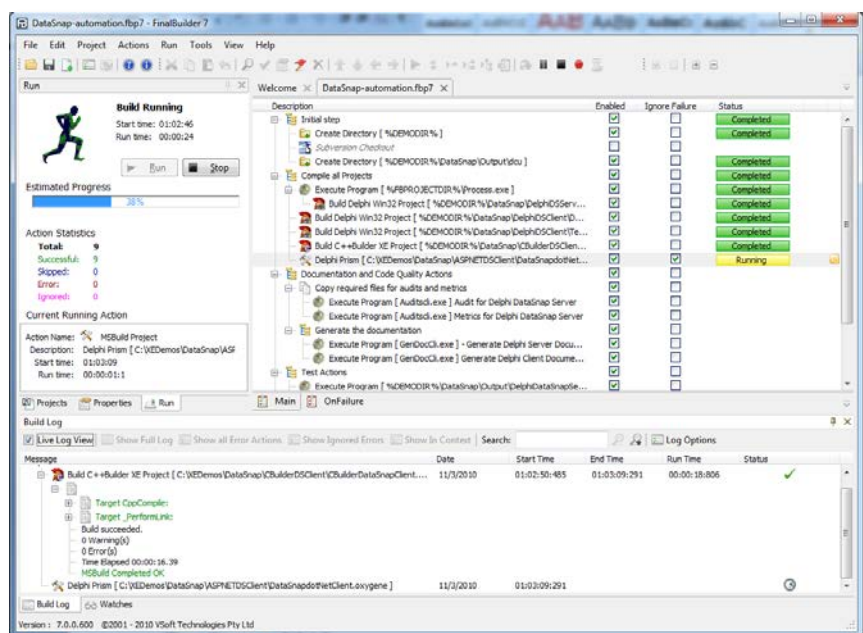 DataSnap-automation.fbp7 - FinalBuilder 7
File Edit Project Actions Run Tools View Help
Run
Build Running
Start time: 01:02:46
Run time: 00:00:24
Run Stop
Estimated Progress
38%
Action Statistics
Total: 9
Successful: 9
Skipped: 0
Error: 0
Ignored: 0
Current Running Action
Action Name: MSBuild Project
Description: Delphi Prism [ C:\XEDemos\DataSnap\ASF
Start time: 01:03:09
Run time: 00:00:01:1
Projects Properties Run
Welcome DataSnap-automation.fbp7
Description Enabled Ignore Failure Status
Initial step Completed
Create Directory [ %DEMODIR% ] Completed
Subversion Checkout
Create Directory [ %DEMODIR%\DataSnap\Output\dcu ] Completed
Compile all Projects Completed
Execute Program [ %FBPROJECTDIR%\Process.exe ] Completed
Build Delphi Win32 Project [ %DEMODIR%\DataSnap\DelphiDSServ... Completed
Build Delphi Win32 Project [ %DEMODIR%\DataSnap\DelphiDSClient\D... Completed
Build Delphi Win32 Project [ %DEMODIR%\DataSnap\DelphiDSClient\Te... Completed
Build C++Builder XE Project [ %DEMODIR%\DataSnap\CBuilderDSClien... Completed
Delphi Prism [ C:\XEDemos\DataSnap\ASPNETDSClient\DataSnapdotNet... Running
Documentation and Code Quality Actions
Copy required files for audits and metrics
Execute Program [ Auditscli.exe ] Audit for Delphi DataSnap Server
Execute Program [ Auditscli.exe ] Metrics for Delphi DataSnap Server
Generate the documentation
Execute Program [ GenDocCli.exe ] - Generate Delphi Server Docu...
Execute Program [ GenDocCli.exe ] Generate Delphi Client Docume...
Test Actions
Execute Program [ %DEMODIR%\DataSnap\Output\DelphiDataSnapSe...
Main OnFailure
Build Log
Live Log View Show Full Log Show all Error Actions Show Ignored Errors Show In Context Search: Log Options
Message Date Start Time End Time Run Time Status
Build C++Builder XE Project [ C:\XEDemos\DataSnap\CBuilderDSClient\CBuilderDataSnapClient.... 11/3/2010 01:02:50:485 01:03:09:291 00:00:18:806
Target CppCompile:
Target _PerformLink:
Build succeeded.
0 Warning(s)
0 Error(s)
Time Elapsed 00:00:16.39
MSBuild Completed OK
Delphi Prism [ C:\XEDemos\DataSnap\ASPNETDSClient\DataSnapdotNetClient.oxygene ] 11/3/2010 01:03:09:291
Build Log Watches
Version : 7.0.0.600 ©2001 - 2010 VSoft Technologies Pty Ltd